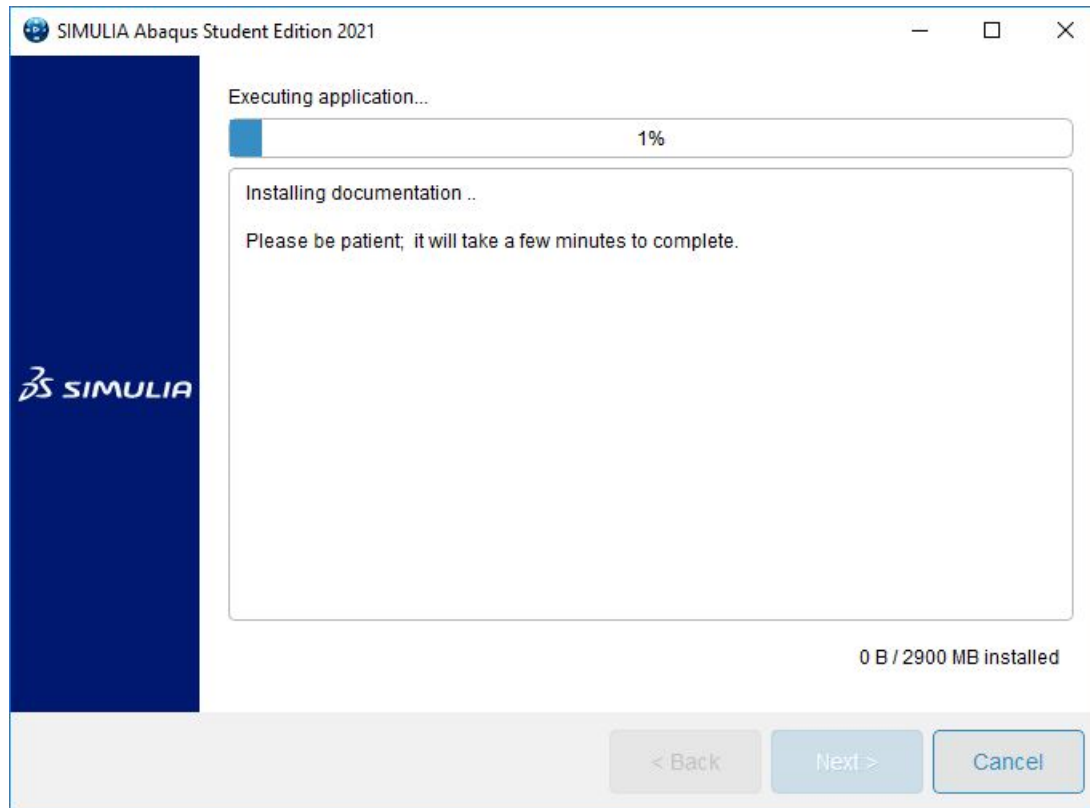 SIMULIA Abaqus Student Edition 2021
Executing application...
1%
Installing documentation ..
Please be patient; it will take a few minutes to complete.
3DS SIMULIA
0 B / 2900 MB installed
< Back
Next >
Cancel